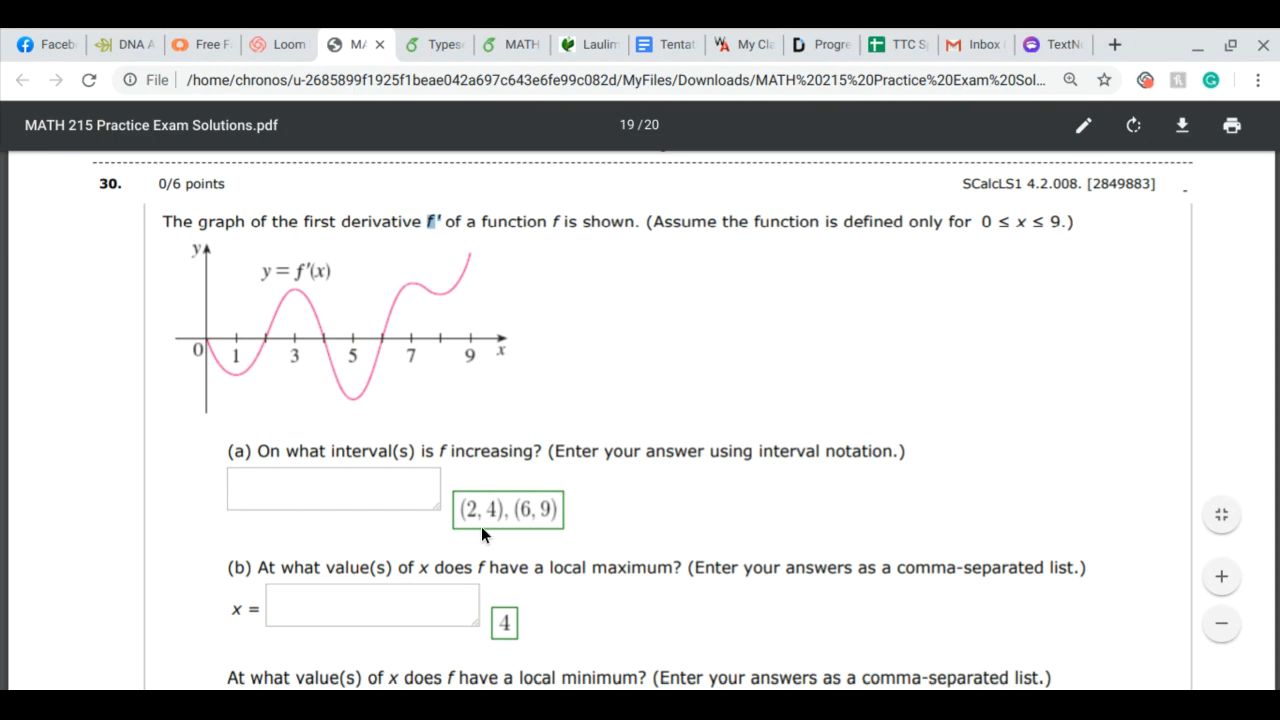 Faceb DNA A Free F Loom MA Types MATH Laulim Tentat My Cla Progre TTC S Inbox TextN
File /home/chronos/u-2685899f1925f1beae042a697c643e6fe99c082d/MyFiles/Downloads/MATH%20215%20Practice%20Exam%20Sol...
MATH 215 Practice Exam Solutions.pdf 19 / 20
30. 0/6 points SCalcLS1 4.2.008. [2849883]
The graph of the first derivative f' of a function f is shown. (Assume the function is defined only for 0 ≤ x ≤ 9.)
y
y = f'(x)
0 1 3 5 7 9 x
(a) On what interval(s) is f increasing? (Enter your answer using interval notation.)
(2, 4), (6, 9)
(b) At what value(s) of x does f have a local maximum? (Enter your answers as a comma-separated list.)
x =
4
At what value(s) of x does f have a local minimum? (Enter your answers as a comma-separated list.)